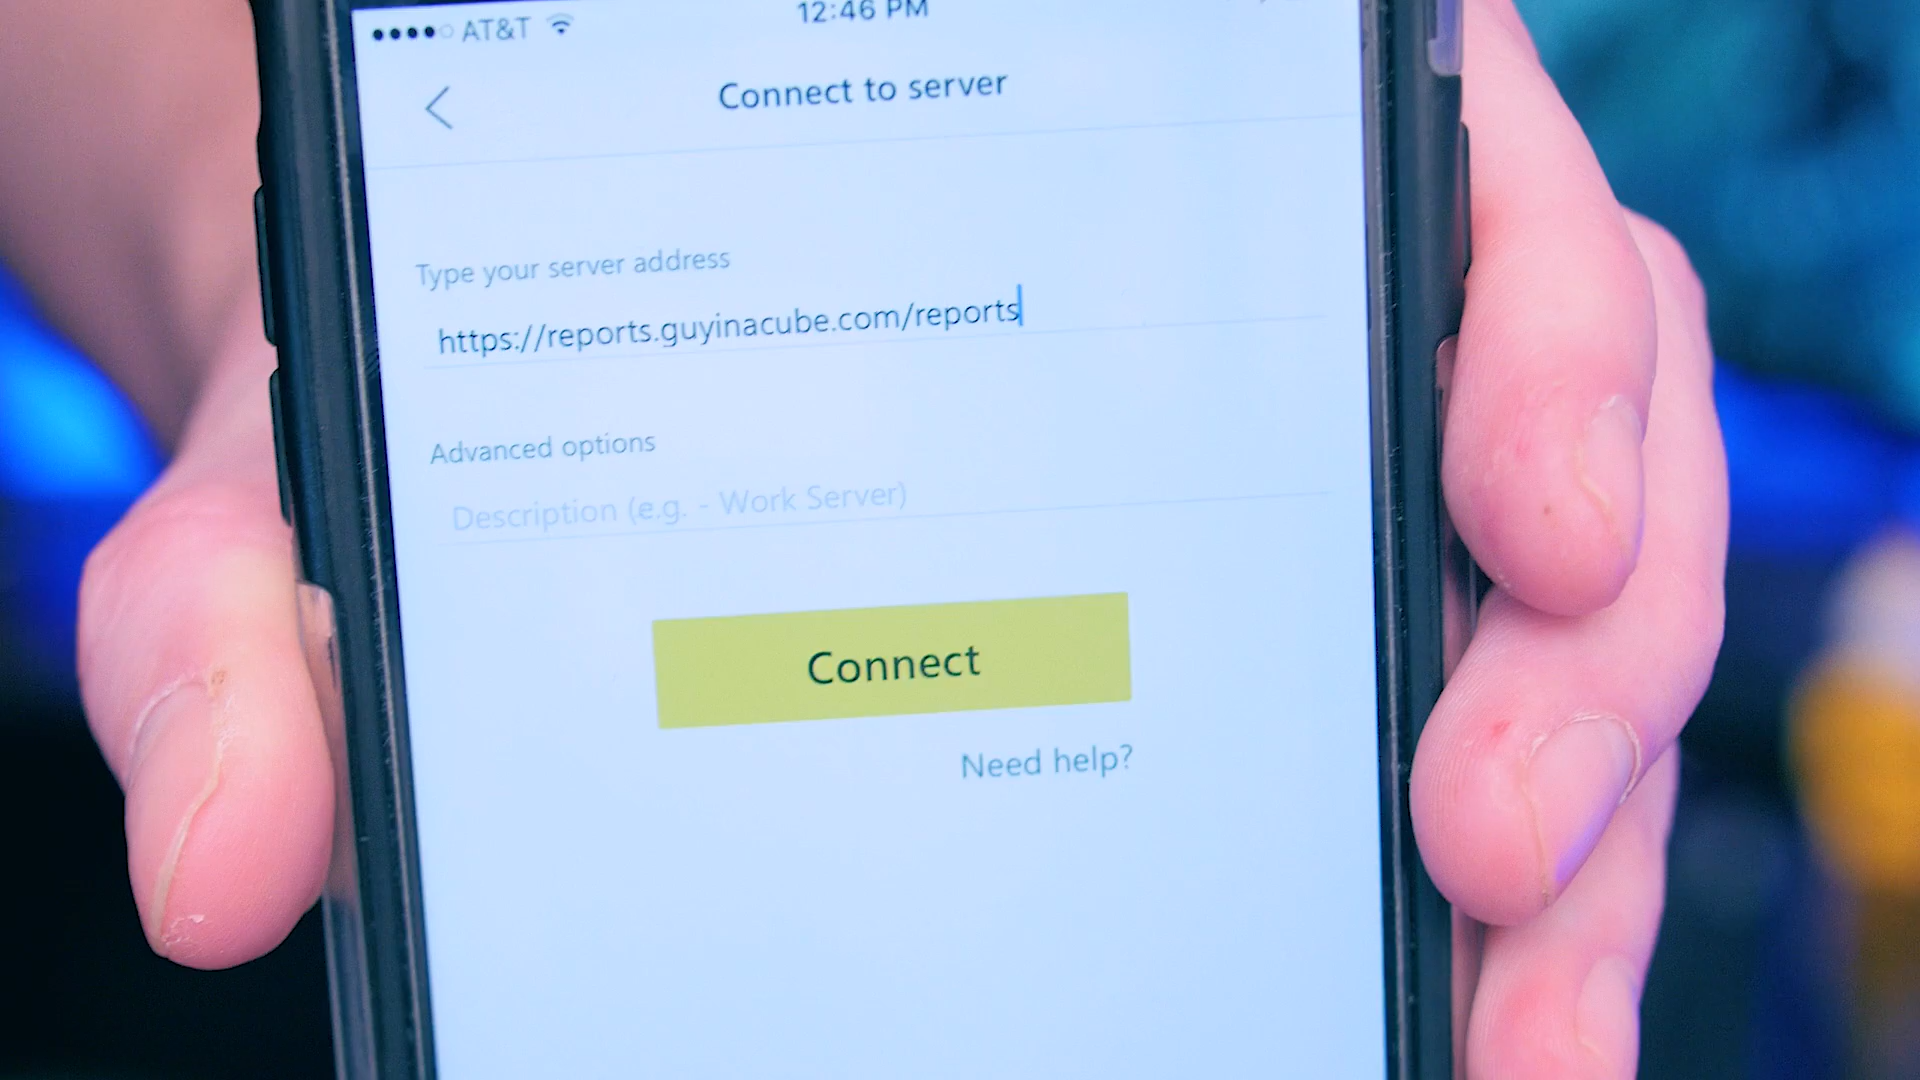 AT&T
12:46 PM
Connect to server
Type your server address
https://reports.guyinacube.com/reports
Advanced options
Description (e.g. - Work Server)
Connect
Need help?